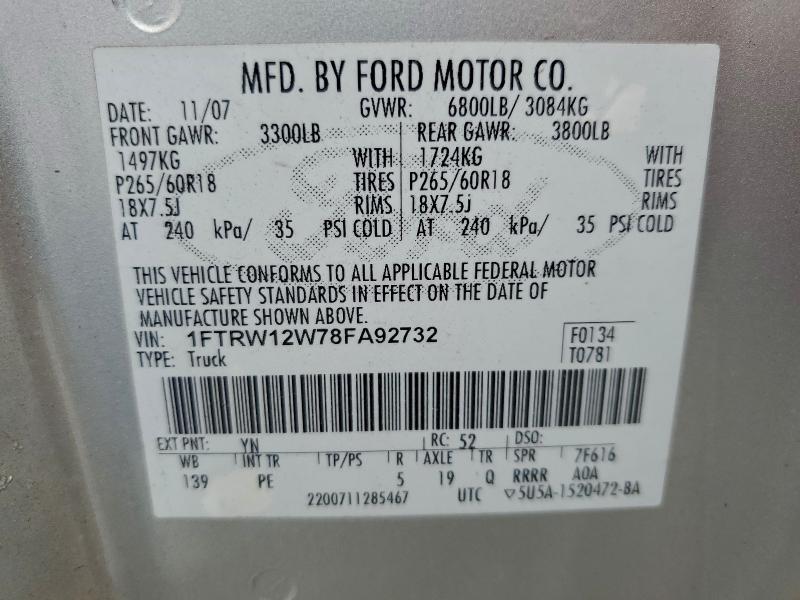 MFD. BY FORD MOTOR CO.
DATE: 11/07 GVWR: 6800LB/ 3084KG
FRONT GAWR: 3300LB REAR GAWR: 3800LB
1497KG WITH 1724KG WITH
P265/60R18 TIRES P265/60R18 TIRES
18X7.5J RIMS 18X7.5J RIMS
AT 240 kPa/ 35 PSI COLD AT 240 kPa/ 35 PSI COLD
THIS VEHICLE CONFORMS TO ALL APPLICABLE FEDERAL MOTOR
VEHICLE SAFETY STANDARDS IN EFFECT ON THE DATE OF
MANUFACTURE SHOWN ABOVE.
VIN: 1FTRW12W78FA92732 F0134
TYPE: Truck T0781
EXT PNT: YN RC: 52 DSO:
WB INT TR TP/PS R AXLE TR SPR 7F616
139 PE 5 19 Q RRRR AOA
2200711285467 UTC ▽5U5A-1520472-BA